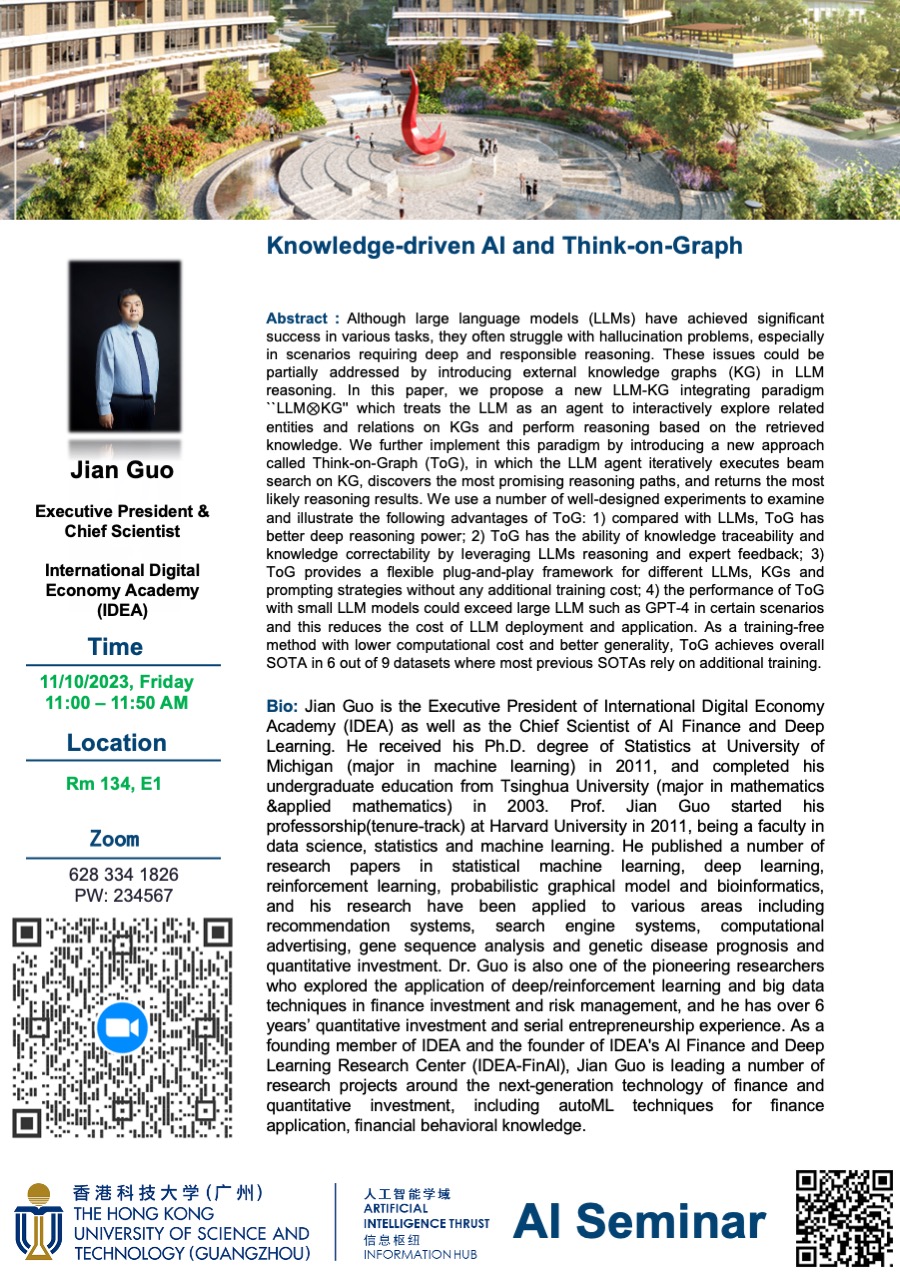 Knowledge-driven AI and Think-on-Graph
Abstract : Although large language models (LLMs) have achieved significant
success in various tasks, they often struggle with hallucination problems, especially
in scenarios requiring deep and responsible reasoning. These issues could be
partially addressed by introducing external knowledge graphs (KG) in LLM
reasoning. In this paper, we propose a new LLM-KG integrating paradigm
``LLM⊗KG'' which treats the LLM as an agent to interactively explore related
entities and relations on KGs and perform reasoning based on the retrieved
knowledge. We further implement this paradigm by introducing a new approach
called Think-on-Graph (ToG), in which the LLM agent iteratively executes beam
search on KG, discovers the most promising reasoning paths, and returns the most
likely reasoning results. We use a number of well-designed experiments to examine
and illustrate the following advantages of ToG: 1) compared with LLMs, ToG has
better deep reasoning power; 2) ToG has the ability of knowledge traceability and
knowledge correctability by leveraging LLMs reasoning and expert feedback; 3)
ToG provides a flexible plug-and-play framework for different LLMs, KGs and
prompting strategies without any additional training cost; 4) the performance of ToG
with small LLM models could exceed large LLM such as GPT-4 in certain scenarios
and this reduces the cost of LLM deployment and application. As a training-free
method with lower computational cost and better generality, ToG achieves overall
SOTA in 6 out of 9 datasets where most previous SOTAs rely on additional training.
Bio: Jian Guo is the Executive President of International Digital Economy
Academy (IDEA) as well as the Chief Scientist of AI Finance and Deep
Learning. He received his Ph.D. degree of Statistics at University of
Michigan (major in machine learning) in 2011, and completed his
undergraduate education from Tsinghua University (major in mathematics
&applied mathematics) in 2003. Prof. Jian Guo started his
professorship(tenure-track) at Harvard University in 2011, being a faculty in
data science, statistics and machine learning. He published a number of
research papers in statistical machine learning, deep learning,
reinforcement learning, probabilistic graphical model and bioinformatics,
and his research have been applied to various areas including
recommendation systems, search engine systems, computational
advertising, gene sequence analysis and genetic disease prognosis and
quantitative investment. Dr. Guo is also one of the pioneering researchers
who explored the application of deep/reinforcement learning and big data
techniques in finance investment and risk management, and he has over 6
years' quantitative investment and serial entrepreneurship experience. As a
founding member of IDEA and the founder of IDEA's AI Finance and Deep
Learning Research Center (IDEA-FinAI), Jian Guo is leading a number of
research projects around the next-generation technology of finance and
quantitative investment, including autoML techniques for finance
application, financial behavioral knowledge.
Jian Guo
Executive President &
Chief Scientist
International Digital
Economy Academy
(IDEA)
Time
11/10/2023, Friday
11:00 – 11:50 AM
Location
Rm 134, E1
Zoom
628 334 1826
PW: 234567
香港科技大学(广州)
THE HONG KONG
UNIVERSITY OF SCIENCE AND
TECHNOLOGY (GUANGZHOU)
人工智能学域
ARTIFICIAL
INTELLIGENCE THRUST
信息枢纽
INFORMATION HUB
AI Seminar